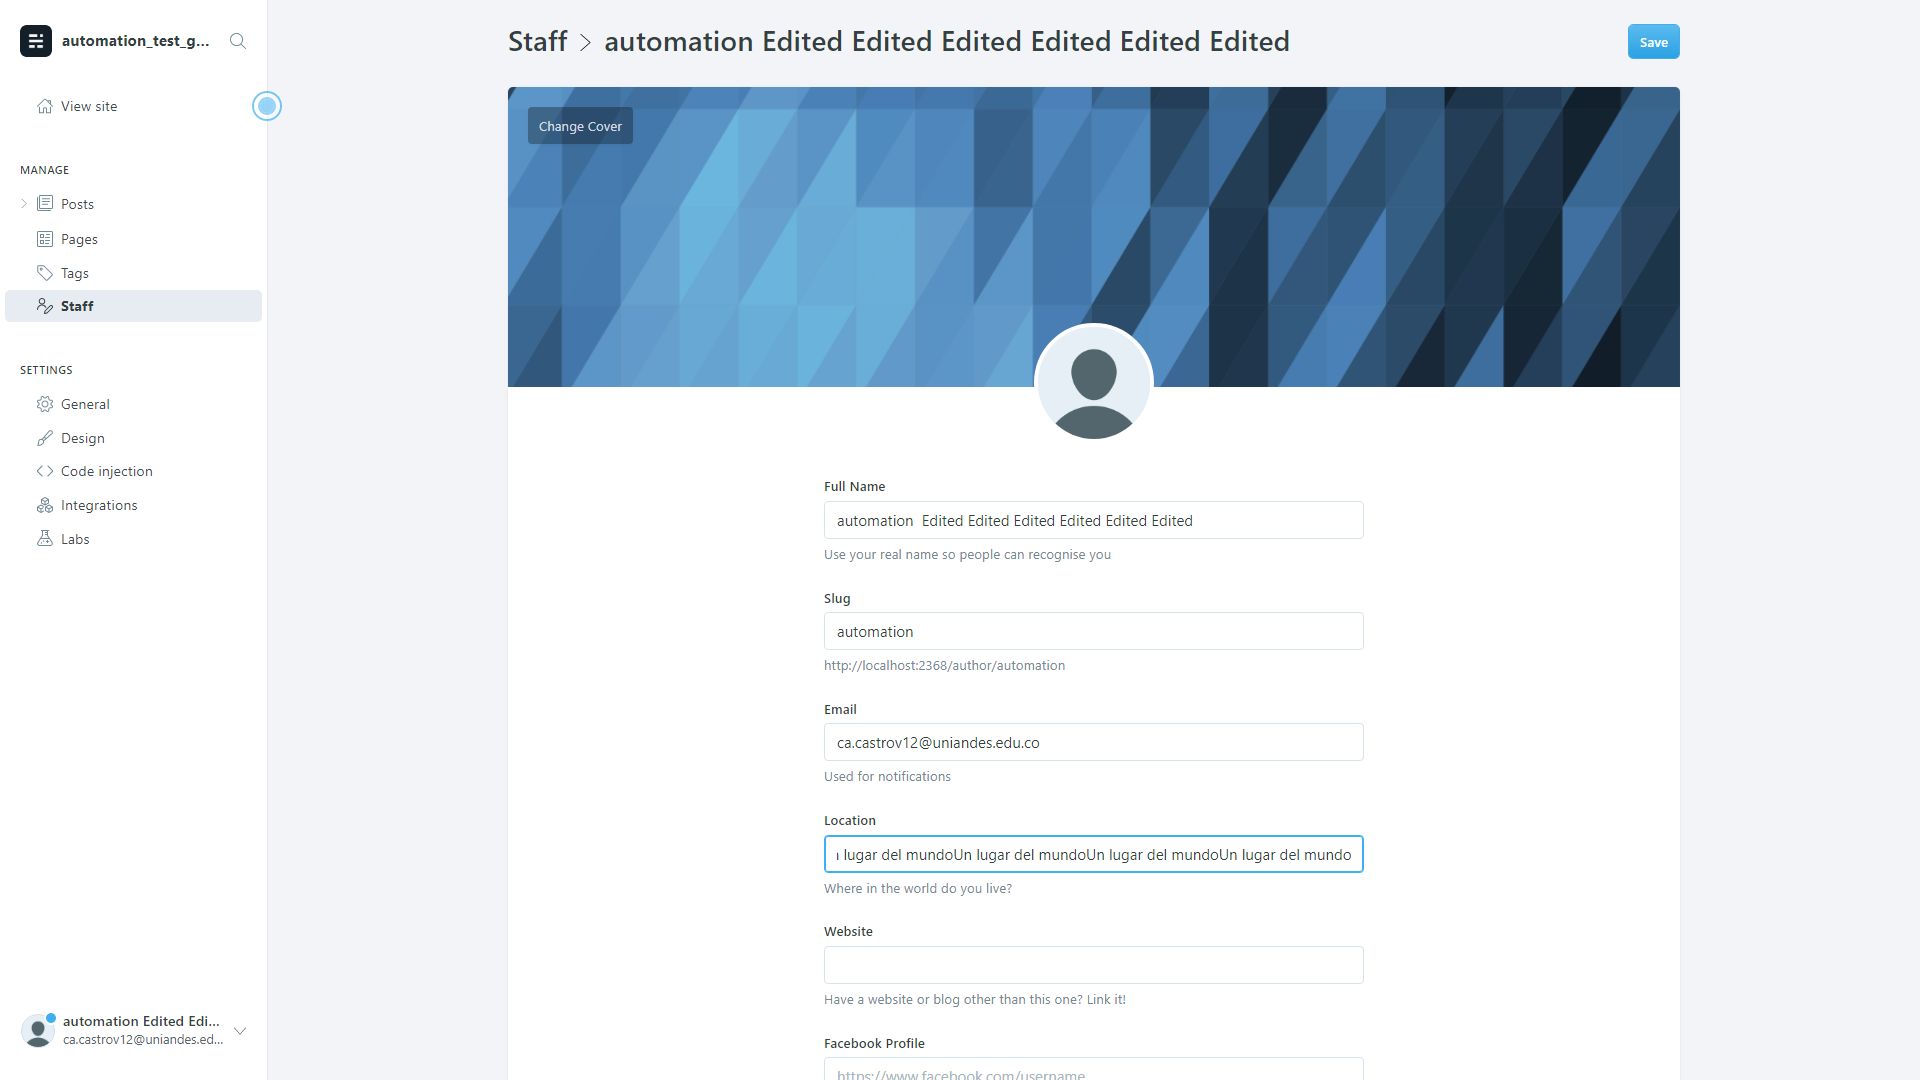 automation_test_g...
View site
MANAGE
Posts
Pages
Tags
Staff
SETTINGS
General
Design
Code injection
Integrations
Labs
automation Edited Edi...
ca.castrov12@uniandes.ed...
Staff > automation Edited Edited Edited Edited Edited Edited
Save
Change Cover
Full Name
automation  Edited Edited Edited Edited Edited Edited
Use your real name so people can recognise you
Slug
automation
http://localhost:2368/author/automation
Email
ca.castrov12@uniandes.edu.co
Used for notifications
Location
lugar del mundoUn lugar del mundoUn lugar del mundoUn lugar del mundo
Where in the world do you live?
Website
Have a website or blog other than this one? Link it!
Facebook Profile
https://www.facebook.com/username